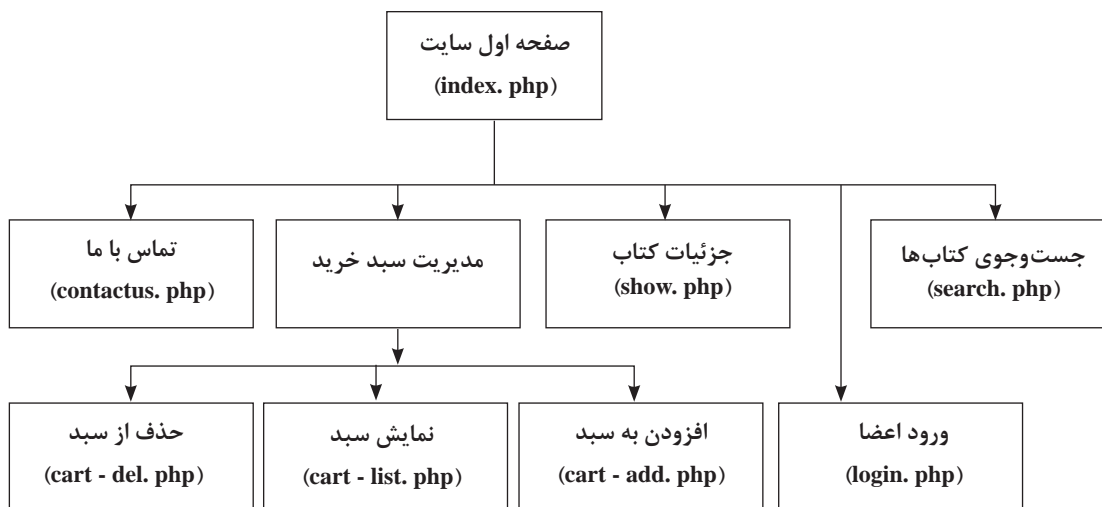 صفحه اول سایت
(index. php)
جست‌وجوی کتاب‌ها
(search. php)
جزئیات کتاب
(show. php)
مدیریت سبد خرید
تماس با ما
(contactus. php)
ورود اعضا
(login. php)
افزودن به سبد
(cart - add. php)
نمایش سبد
(cart - list. php)
حذف از سبد
(cart - del. php)